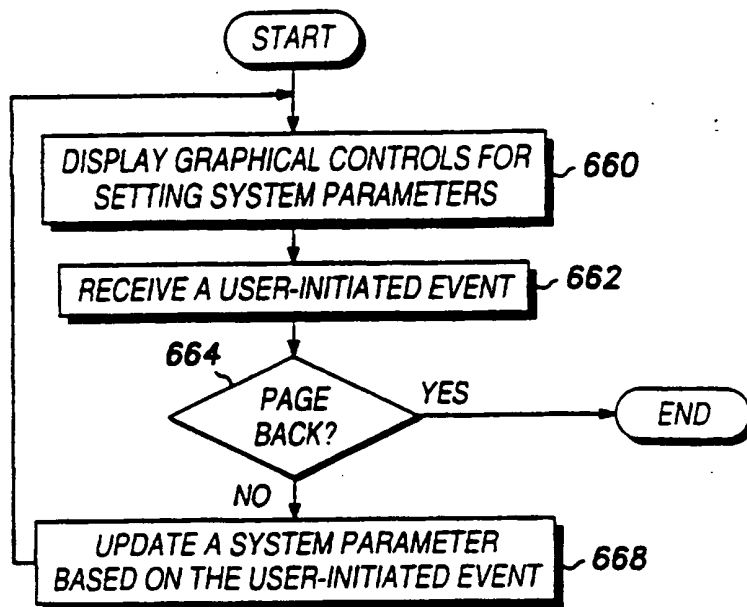 START
DISPLAY GRAPHICAL CONTROLS FOR
SETTING SYSTEM PARAMETERS
660
RECEIVE A USER-INITIATED EVENT
662
664
PAGE
BACK?
YES
END
NO
UPDATE A SYSTEM PARAMETER
BASED ON THE USER-INITIATED EVENT
668